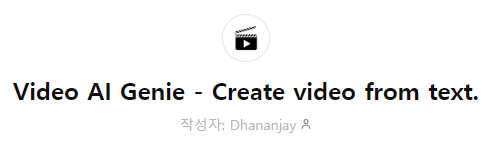 Video AI Genie - Create video from text.
작성자: Dhananjay